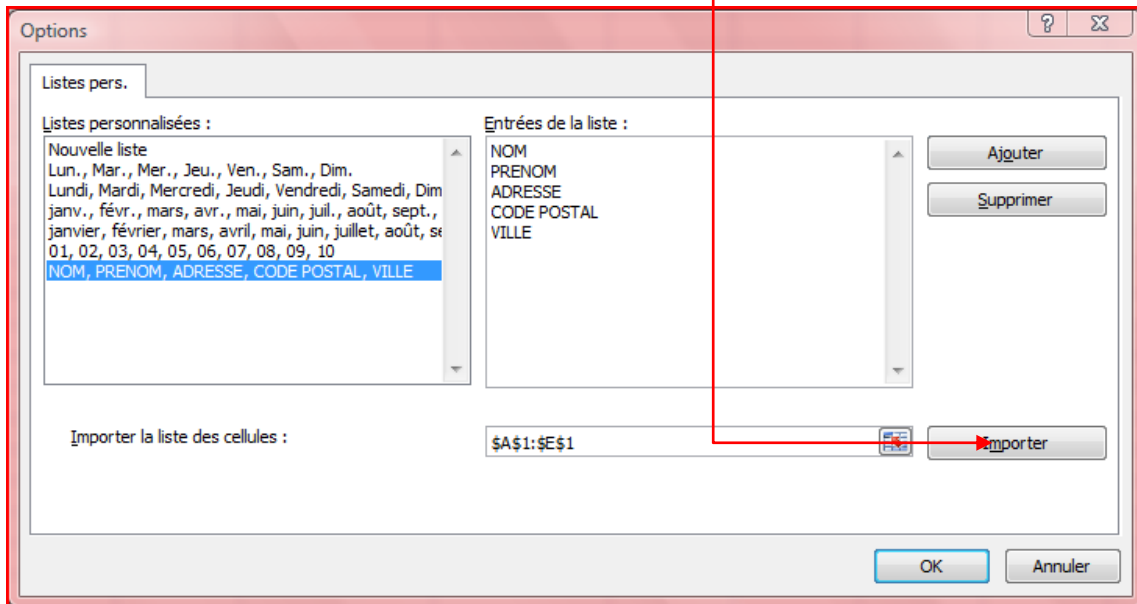 Options
Listes pers.
Listes personnalisées :
Nouvelle liste
Lun., Mar., Mer., Jeu., Ven., Sam., Dim.
Lundi, Mardi, Mercredi, Jeudi, Vendredi, Samedi, Dim
janv., févr., mars, avr., mai, juin, juil., août, sept.,
janvier, février, mars, avril, mai, juin, juillet, août, se
01, 02, 03, 04, 05, 06, 07, 08, 09, 10
NOM, PRENOM, ADRESSE, CODE POSTAL, VILLE
Entrées de la liste :
NOM
PRENOM
ADRESSE
CODE POSTAL
VILLE
Ajouter
Supprimer
Importer la liste des cellules :
$A$1:$E$1
Importer
OK
Annuler